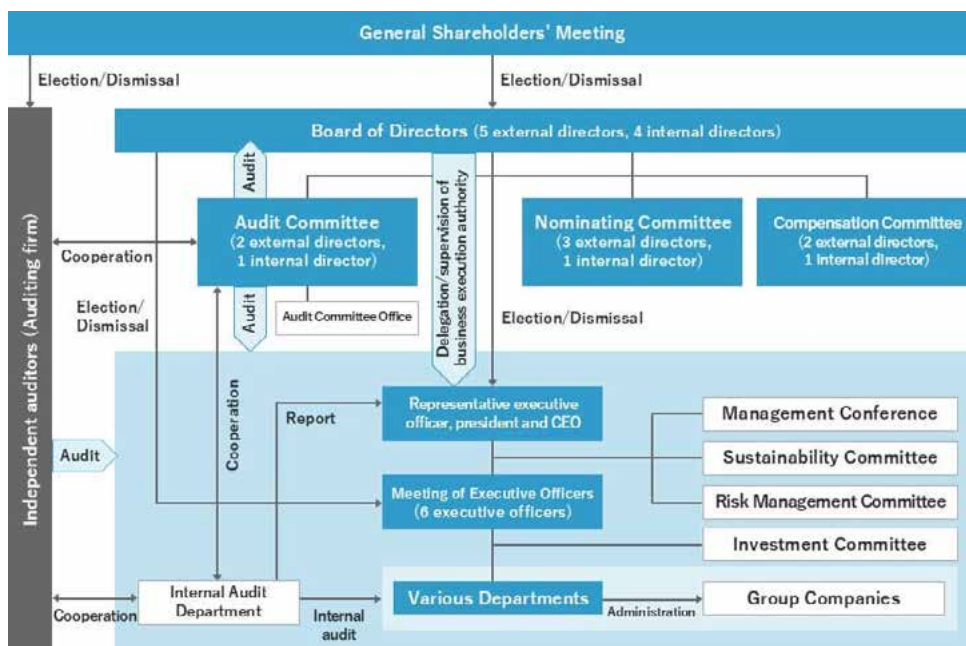 General Shareholders' Meeting
Election/Dismissal
Election/Dismissal
Independent auditors (Auditing firm)
Board of Directors (5 external directors, 4 internal directors)
Audit
Delegation/supervision of
business execution authority
Audit Committee
(2 external directors,
1 internal director)
Nominating Committee
(3 external directors,
1 internal director)
Compensation Committee
(2 external directors,
1 internal director)
Cooperation
Audit
Audit Committee Office
Election/
Dismissal
Election/Dismissal
Cooperation
Report
Representative executive
officer, president and CEO
Management Conference
Audit
Sustainability Committee
Meeting of Executive Officers
(6 executive officers)
Risk Management Committee
Investment Committee
Cooperation
Internal Audit
Department
Internal
audit
Various Departments
Administration
Group Companies